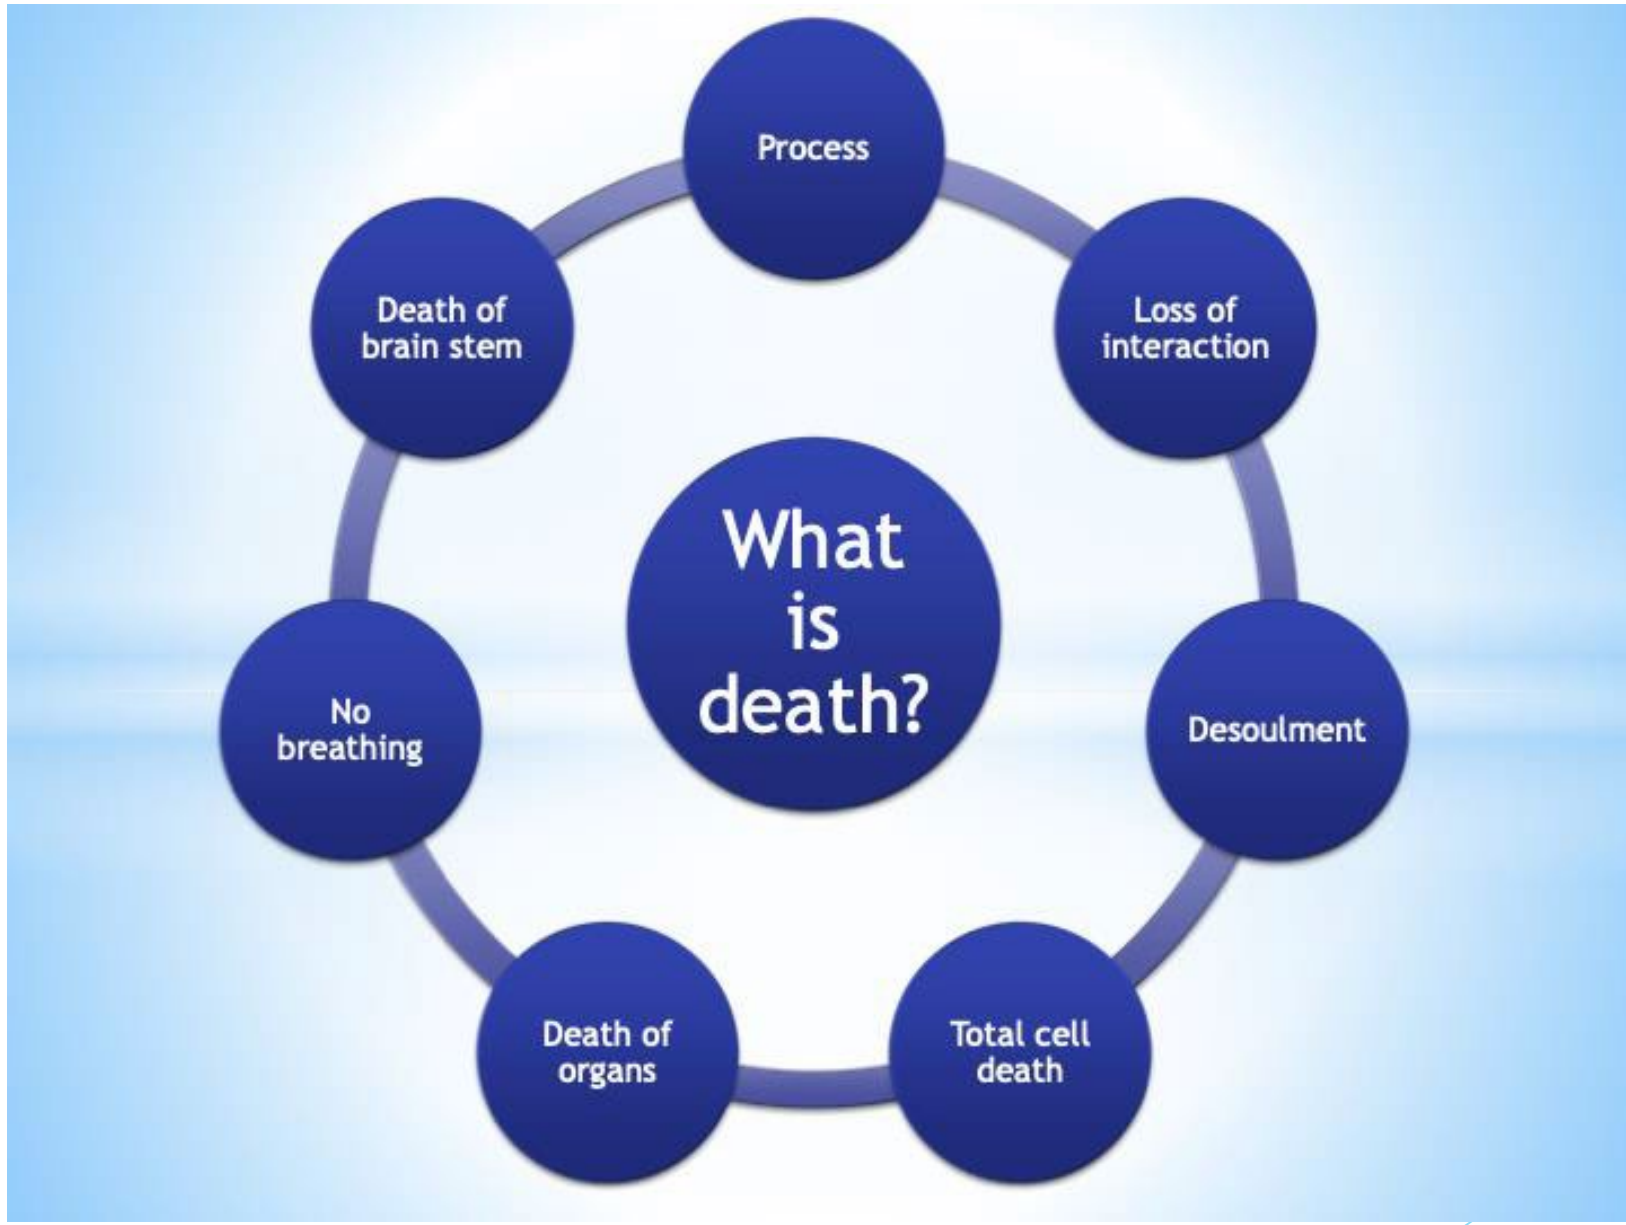 Process
Loss of
interaction
Desoulment
Total cell
death
Death of
organs
No
breathing
Death of
brain stem
What
is
death?